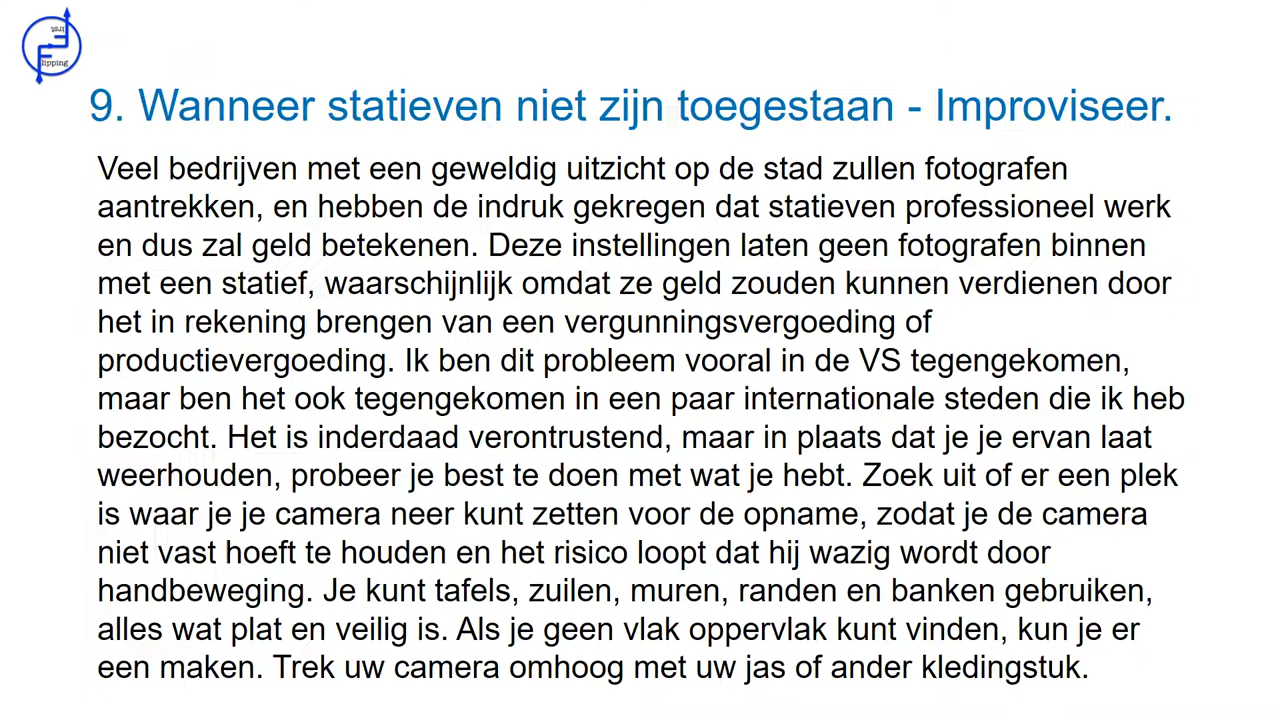 first
Flipping
9. Wanneer statieven niet zijn toegestaan - Improviseer.
Veel bedrijven met een geweldig uitzicht op de stad zullen fotografen
aantrekken, en hebben de indruk gekregen dat statieven professioneel werk
en dus zal geld betekenen. Deze instellingen laten geen fotografen binnen
met een statief, waarschijnlijk omdat ze geld zouden kunnen verdienen door
het in rekening brengen van een vergunningsvergoeding of
productievergoeding. Ik ben dit probleem vooral in de VS tegengekomen,
maar ben het ook tegengekomen in een paar internationale steden die ik heb
bezocht. Het is inderdaad verontrustend, maar in plaats dat je je ervan laat
weerhouden, probeer je best te doen met wat je hebt. Zoek uit of er een plek
is waar je je camera neer kunt zetten voor de opname, zodat je de camera
niet vast hoeft te houden en het risico loopt dat hij wazig wordt door
handbeweging. Je kunt tafels, zuilen, muren, randen en banken gebruiken,
alles wat plat en veilig is. Als je geen vlak oppervlak kunt vinden, kun je er
een maken. Trek uw camera omhoog met uw jas of ander kledingstuk.